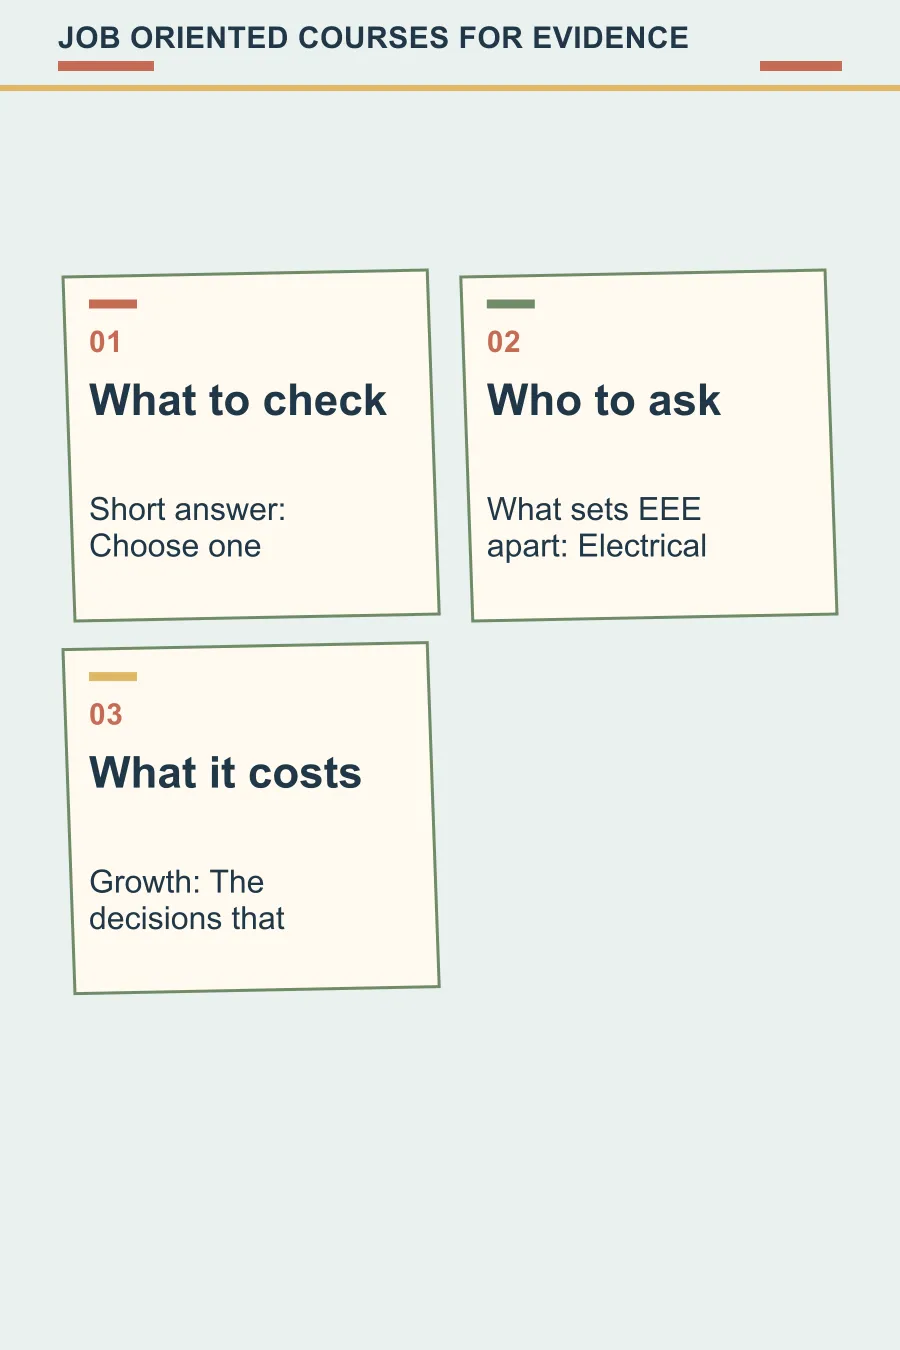 JOB ORIENTED COURSES FOR EVIDENCE
01
What to check
Short answer:
Choose one
02
Who to ask
What sets EEE
apart: Electrical
03
What it costs
Growth: The
decisions that